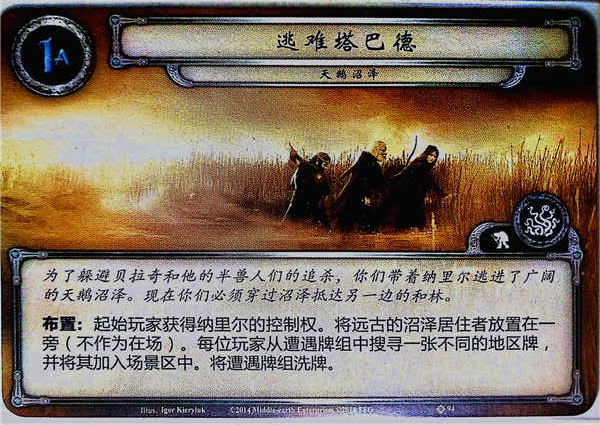 1A
逃难塔巴德
天鹅沼泽
为了躲避贝拉奇和他的半兽人们的追杀，你们带着纳里尔逃进了广阔
的天鹅沼泽。现在你们必须穿过沼泽抵达另一边的和林。
布置：起始玩家获得纳里尔的控制权。将远古的沼泽居住者放置在一
旁（不作为在场）。每位玩家从遭遇牌组中搜寻一张不同的地区牌，
并将其加入场景区中。将遭遇牌组洗牌。
Illus. Igor Kieryluk ©2014 Middle-earth Enterprises ©2014 FFG 94